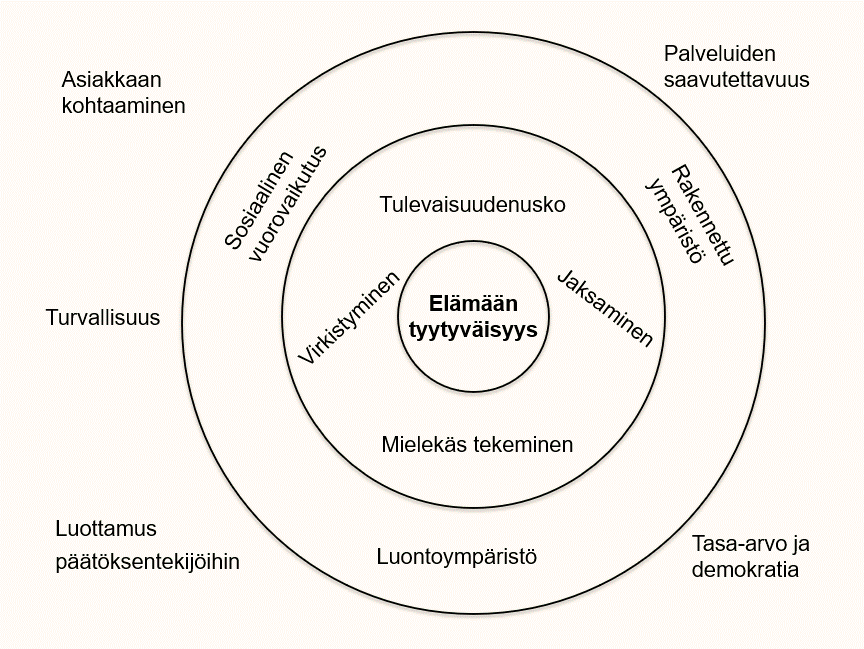 Asiakkaan
kohtaaminen
Palveluiden
saavutettavuus
Sosiaalinen
vuorovaikutus
Rakennettu
ympäristö
Tulevaisuudenusko
Virkistyminen
Elämään
tyytyväisyys
Jaksaminen
Turvallisuus
Mielekäs tekeminen
Luottamus
päätöksentekijöihin
Luontoympäristö
Tasa-arvo ja
demokratia